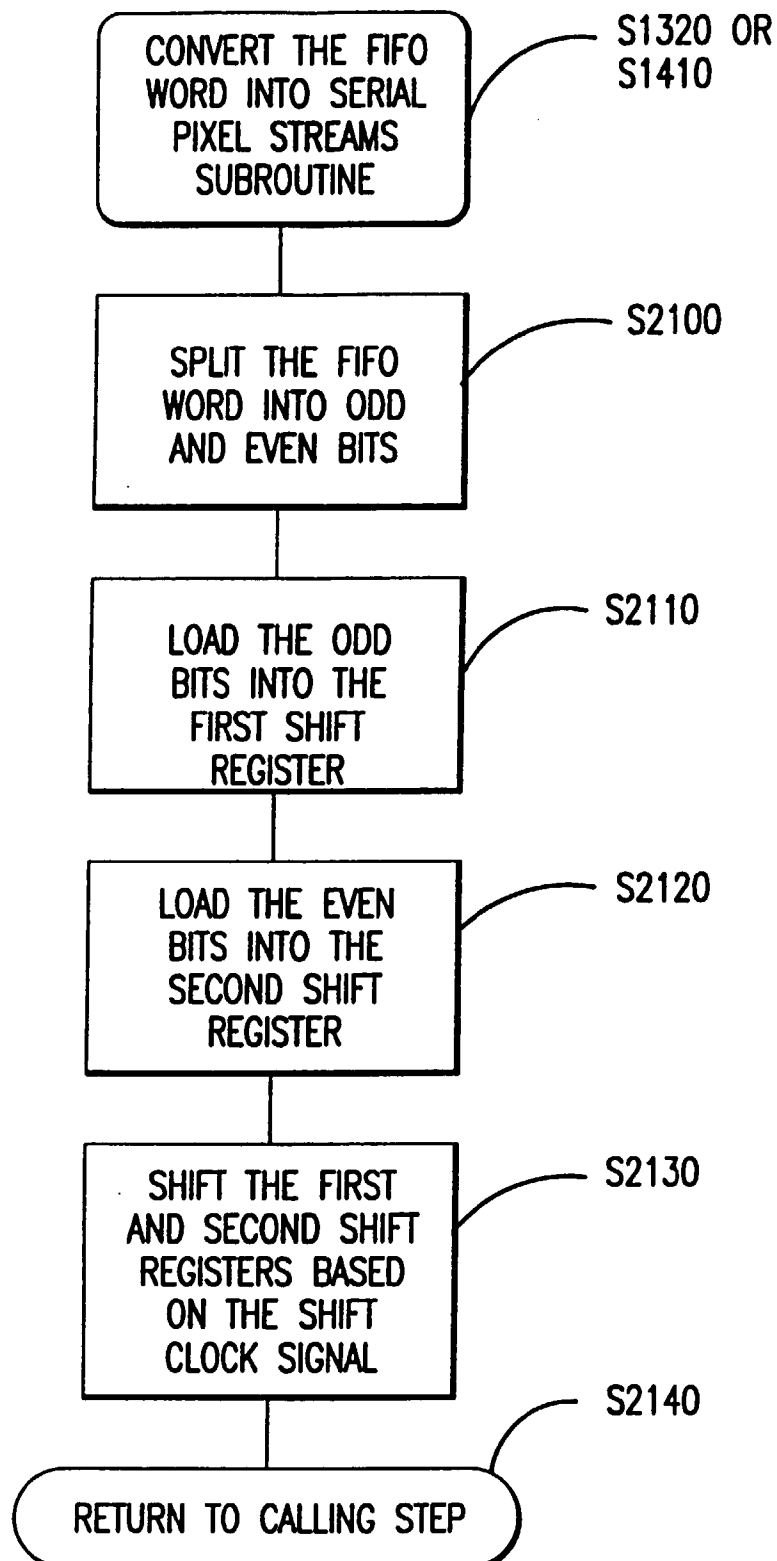 CONVERT THE FIFO
WORD INTO SERIAL
PIXEL STREAMS
SUBROUTINE
S1320 OR
S1410
SPLIT THE FIFO
WORD INTO ODD
AND EVEN BITS
S2100
LOAD THE ODD
BITS INTO THE
FIRST SHIFT
REGISTER
S2110
LOAD THE EVEN
BITS INTO THE
SECOND SHIFT
REGISTER
S2120
SHIFT THE FIRST
AND SECOND SHIFT
REGISTERS BASED
ON THE SHIFT
CLOCK SIGNAL
S2130
RETURN TO CALLING STEP
S2140